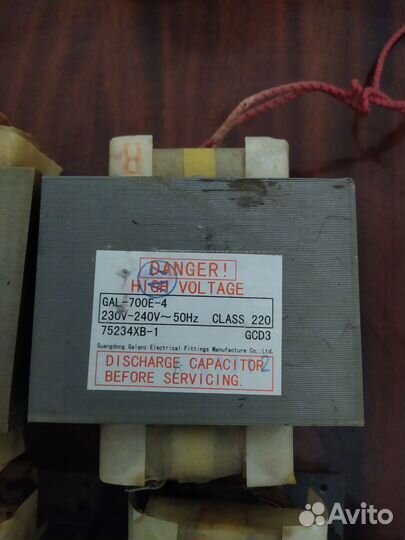 DANGER!
HIGH VOLTAGE
GAL-700E-4
230V-240V~50Hz CLASS 220
75234XB-1 GCD3
Guangdong Galanz Electrical Fittings Manufacture Co., Ltd.
DISCHARGE CAPACITOR
BEFORE SERVICING.
Avito